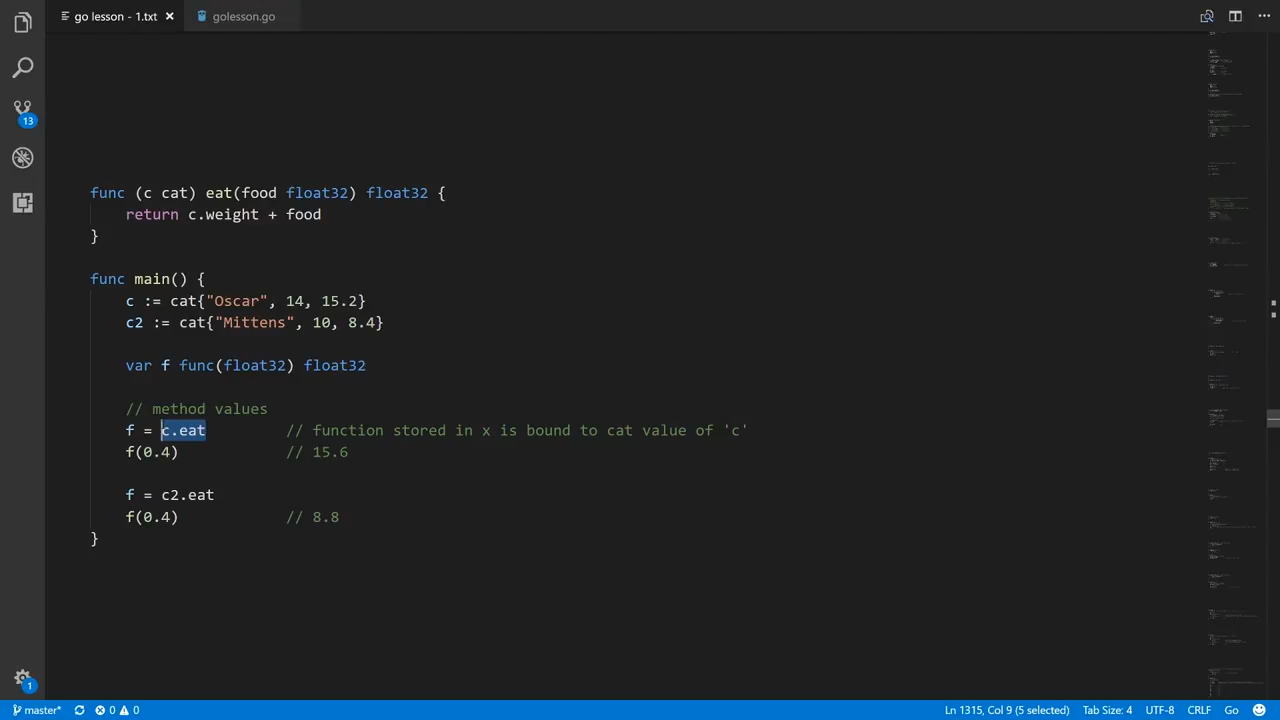 go lesson - 1.txt
golesson.go
13
func (c cat) eat(food float32) float32 {
return c.weight + food
}
func main() {
c := cat{"Oscar", 14, 15.2}
c2 := cat{"Mittens", 10, 8.4}
var f func(float32) float32
// method values
f = c.eat // function stored in x is bound to cat value of 'c'
f(0.4) // 15.6
f = c2.eat
f(0.4) // 8.8
}
1
master* 0 0 Ln 1315, Col 9 (5 selected) Tab Size: 4 UTF-8 CRLF Go